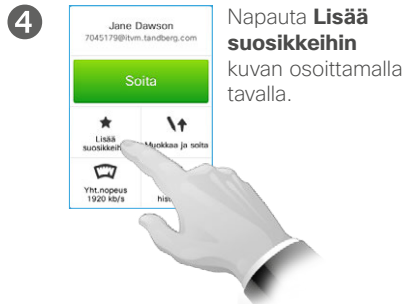 4
Jane
Dawson
7045179@itvm.tandberg.com
Soita
Lisää
Muokkaa ja soita
Yht.nopeus
1920 kb/s
Napauta Lisää
suosikkeihin
kuvan osoittamalla
tavalla.